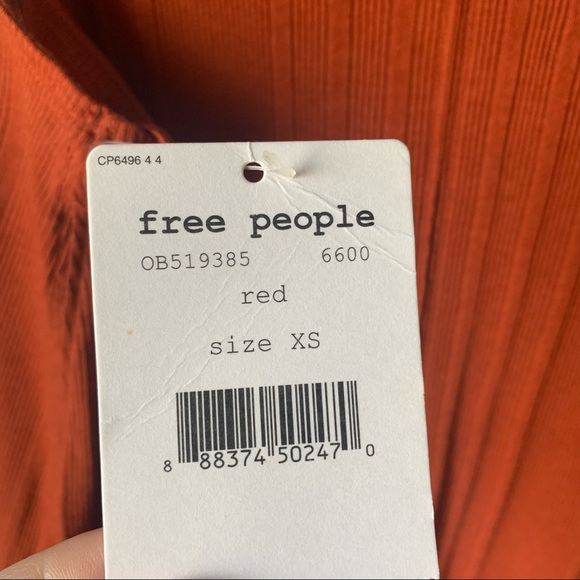 CP6496 4 4
free people
OB519385 6600
red
size XS
8 88374 50247 0